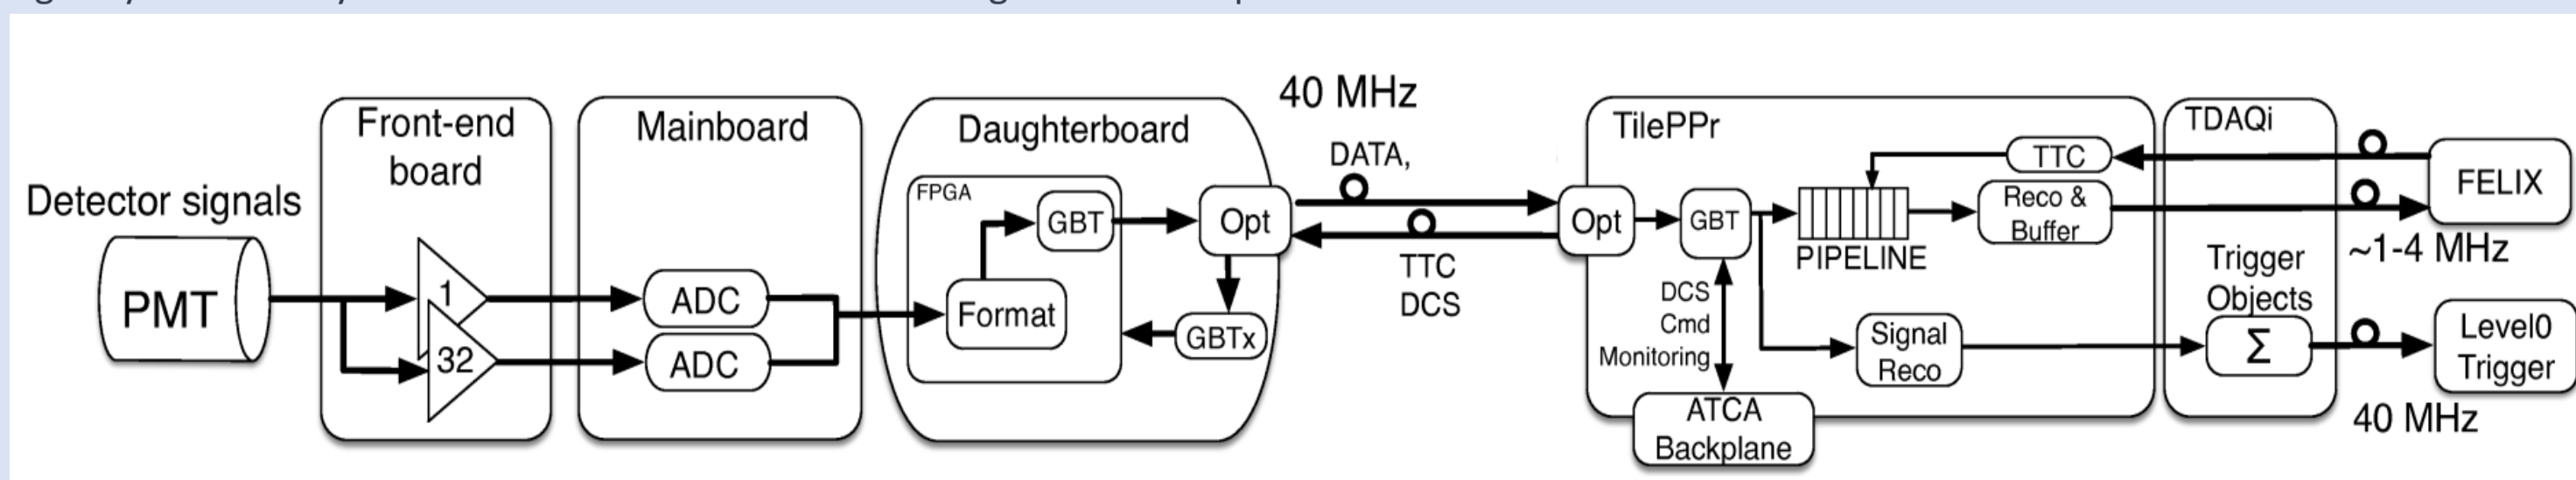 Detector signals
PMT
Front-end
board
1
32
Mainboard
ADC
ADC
Daughterboard
FPGA
GBT
Format
Opt
GBTx
40 MHz
DATA,
TTC
DCS
TilePPr
Opt
GBT
DCS
Cmd
Monitoring
ATCA
Backplane
PIPELINE
TTC
Reco &
Buffer
Signal
Reco
TDAQi
Trigger
Objects
Σ
FELIX
~1-4 MHz
Level0
Trigger
40 MHz